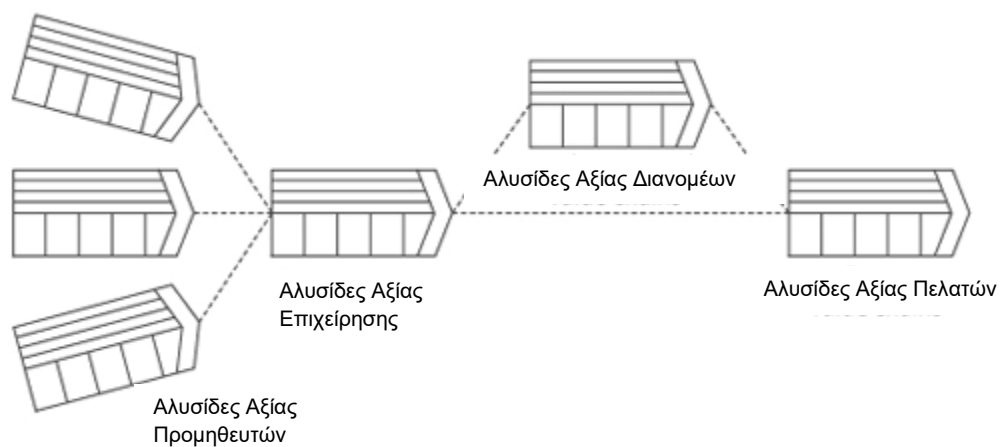 Αλυσίδες Αξίας Διανομέων
Αλυσίδες Αξίας
Επιχείρησης
Αλυσίδες Αξίας Πελατών
Αλυσίδες Αξίας
Προμηθευτών